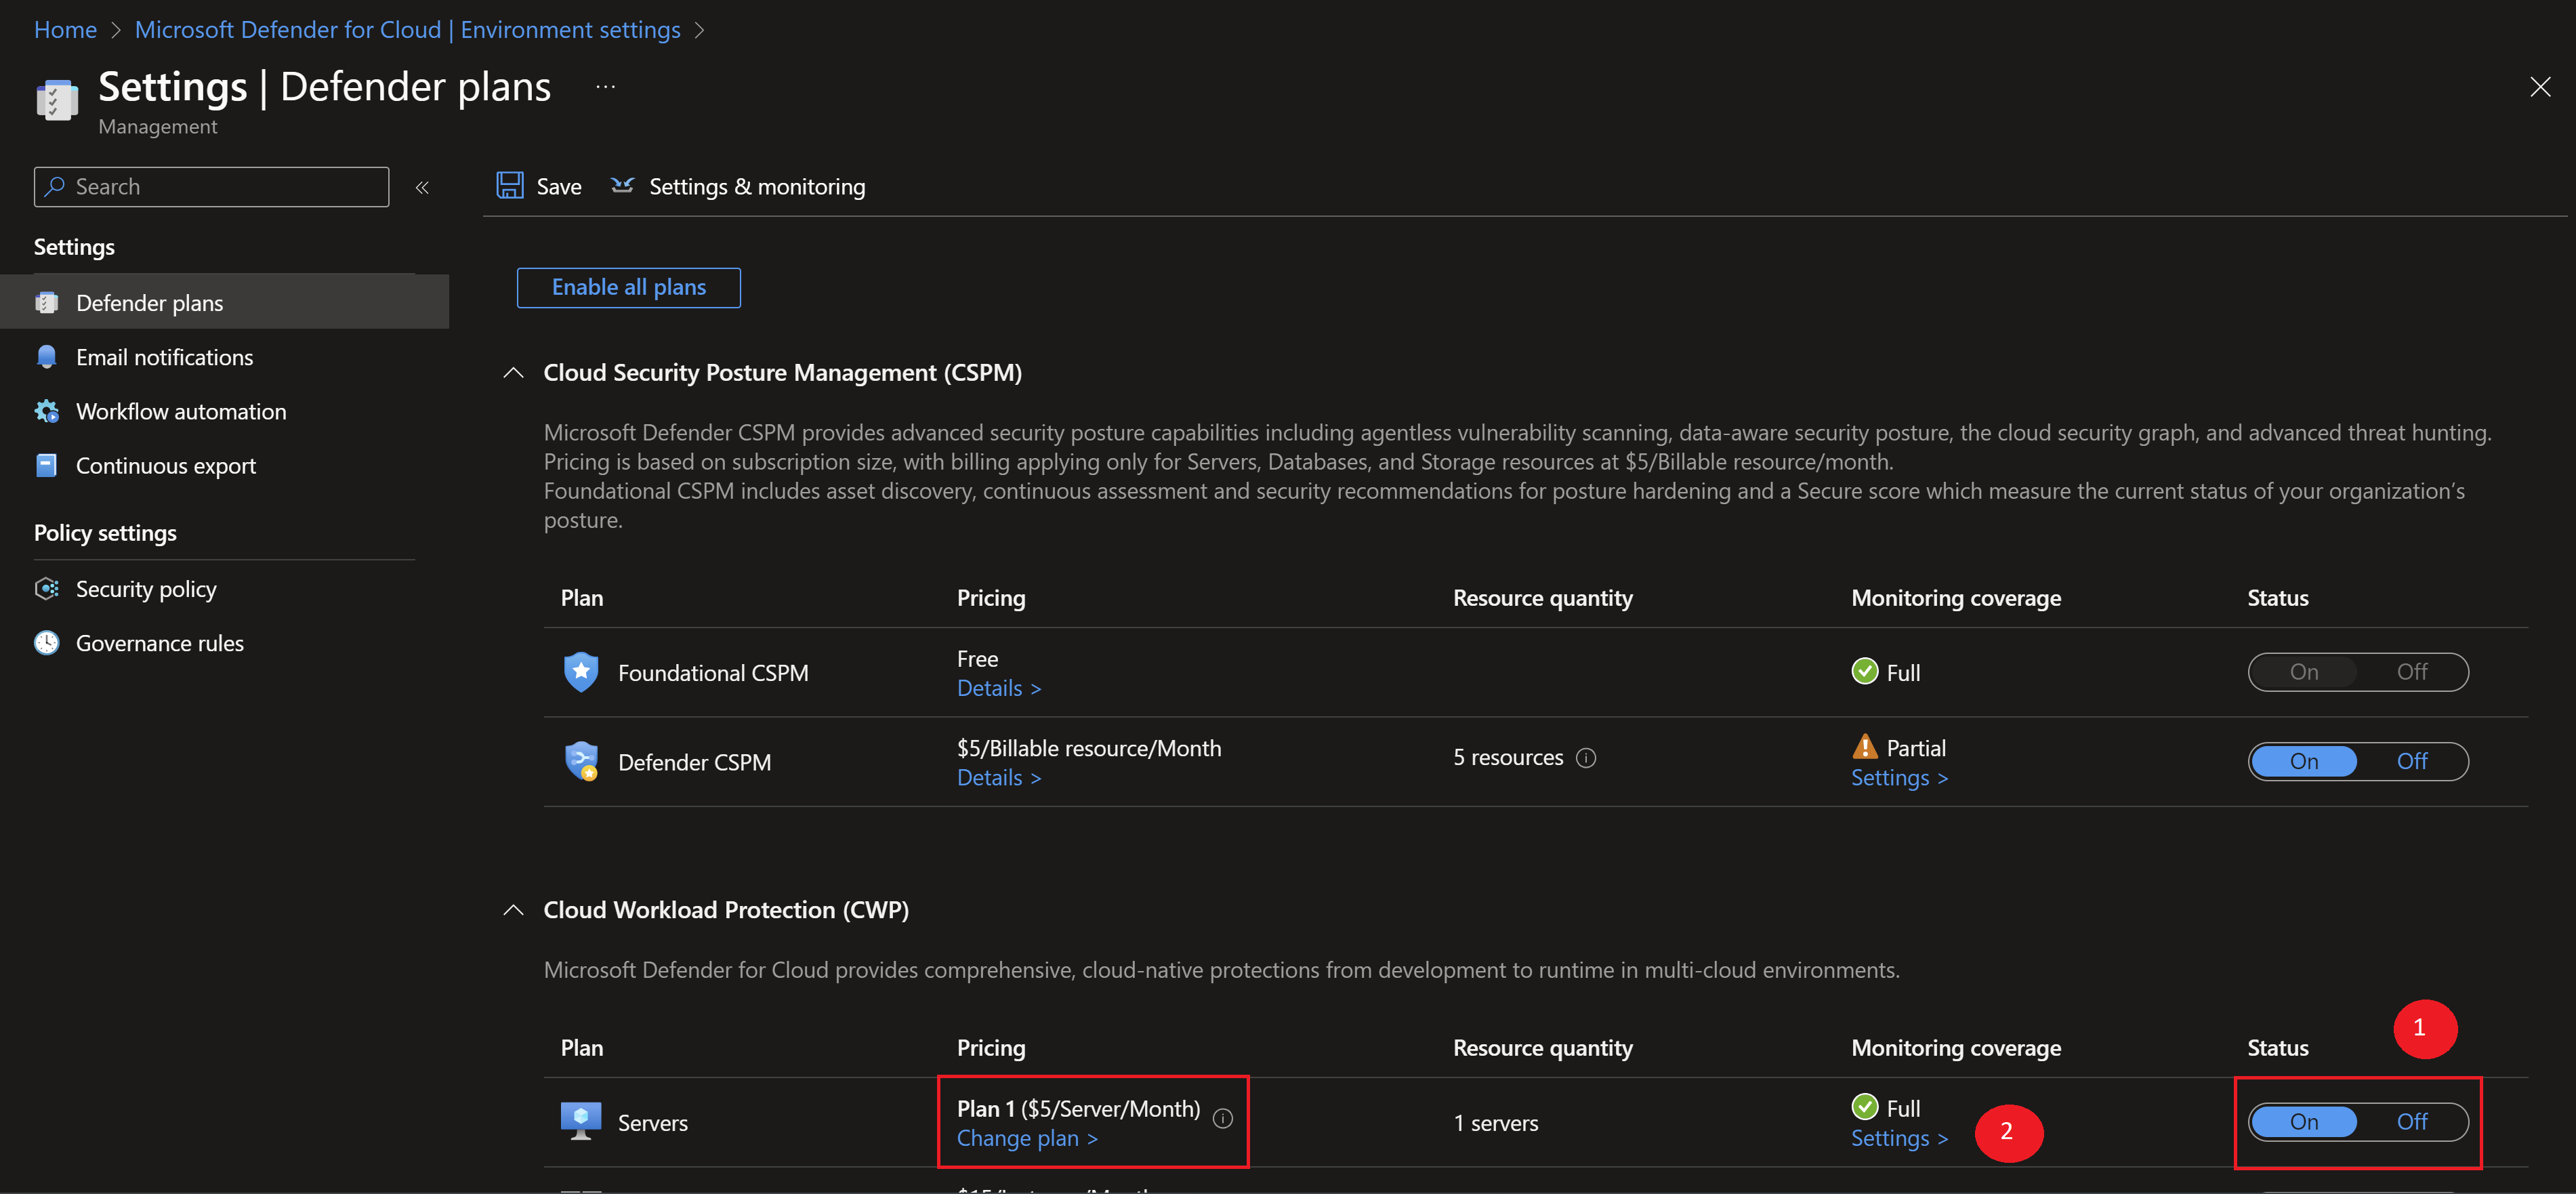 Home > Microsoft Defender for Cloud | Environment settings >
Settings | Defender plans ...
Management
Search «
Settings
Defender plans
Email notifications
Workflow automation
Continuous export
Policy settings
Security policy
Governance rules
Save Settings & monitoring
Enable all plans
Cloud Security Posture Management (CSPM)
Microsoft Defender CSPM provides advanced security posture capabilities including agentless vulnerability scanning, data-aware security posture, the cloud security graph, and advanced threat hunting.
Pricing is based on subscription size, with billing applying only for Servers, Databases, and Storage resources at $5/Billable resource/month.
Foundational CSPM includes asset discovery, continuous assessment and security recommendations for posture hardening and a Secure score which measure the current status of your organization's
posture.
Plan Pricing Resource quantity Monitoring coverage Status
Foundational CSPM Free Full On Off
Details >
Defender CSPM $5/Billable resource/Month 5 resources Partial On Off
Details > Settings >
Cloud Workload Protection (CWP)
Microsoft Defender for Cloud provides comprehensive, cloud-native protections from development to runtime in multi-cloud environments.
1
Plan Pricing Resource quantity Monitoring coverage Status
Servers Plan 1 ($5/Server/Month) 1 servers Full On Off
Change plan > Settings > 2